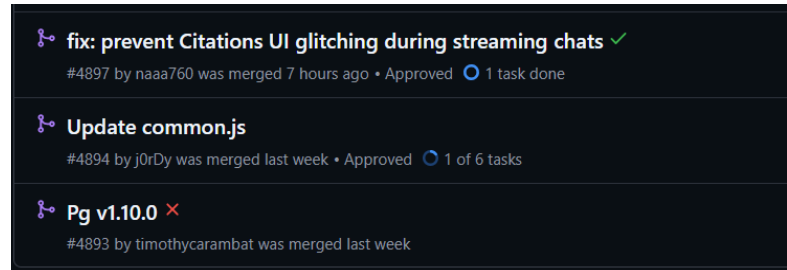 fix: prevent Citations UI glitching during streaming chats
#4897 by naaa760 was merged 7 hours ago • Approved 1 task done
Update common.js
#4894 by j0rDy was merged last week • Approved 1 of 6 tasks
Pg v1.10.0
#4893 by timothycarambat was merged last week